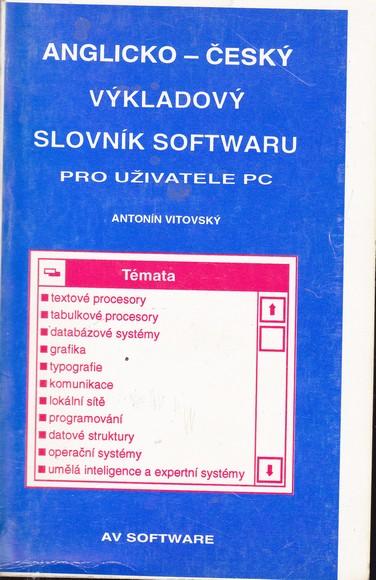 ANGLICKO – ČESKÝ
VÝKLADOVÝ
SLOVNÍK SOFTWARU
PRO UŽIVATELE PC
ANTONÍN VITOVSKÝ
Témata
textové procesory
tabulkové procesory
databázové systémy
grafika
typografie
komunikace
lokální sítě
programování
datové struktury
operační systémy
umělá inteligence a expertní systémy
AV SOFTWARE